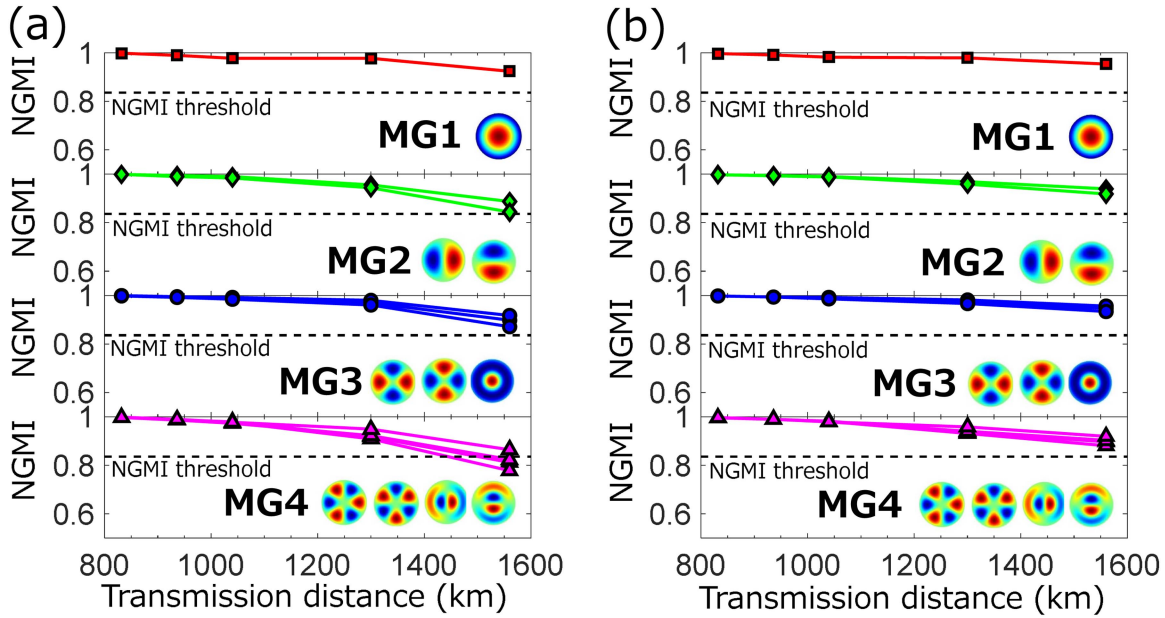 (a)
NGMI
1
0.8
0.6
NGMI threshold
MG1
NGMI
1
0.8
0.6
NGMI threshold
MG2
NGMI
1
0.8
0.6
NGMI threshold
MG3
NGMI
1
0.8
0.6
NGMI threshold
MG4
800 1000 1200 1400 1600
Transmission distance (km)
(b)
NGMI
1
0.8
0.6
NGMI threshold
MG1
NGMI
1
0.8
0.6
NGMI threshold
MG2
NGMI
1
0.8
0.6
NGMI threshold
MG3
NGMI
1
0.8
0.6
NGMI threshold
MG4
800 1000 1200 1400 1600
Transmission distance (km)